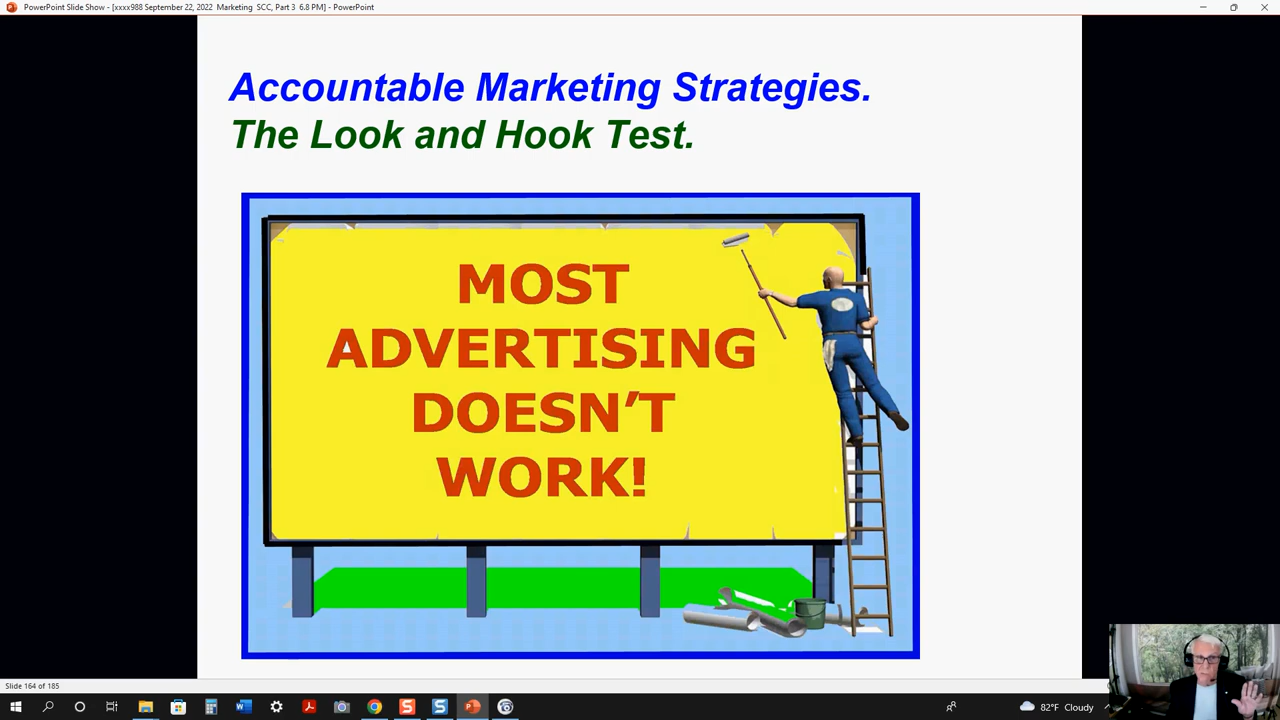 PowerPoint Slide Show - [xxxx988 September 22, 2022 Marketing SCC, Part 3 6.8 PM] - PowerPoint
Accountable Marketing Strategies.
The Look and Hook Test.
MOST
ADVERTISING
DOESN'T
WORK!
Slide 164 of 185
82°F Cloudy